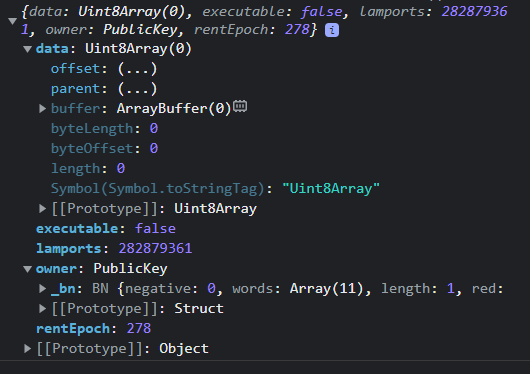 {data: Uint8Array(0), executable: false, lamports: 28287936
1, owner: PublicKey, rentEpoch: 278} i
data: Uint8Array(0)
offset: (...)
parent: (...)
buffer: ArrayBuffer(0)
byteLength: 0
byteOffset: 0
length: 0
Symbol(Symbol.toStringTag): "Uint8Array"
[[Prototype]]: Uint8Array
executable: false
lamports: 282879361
owner: PublicKey
_bn: BN {negative: 0, words: Array(11), length: 1, red:
[[Prototype]]: Struct
rentEpoch: 278
[[Prototype]]: Object